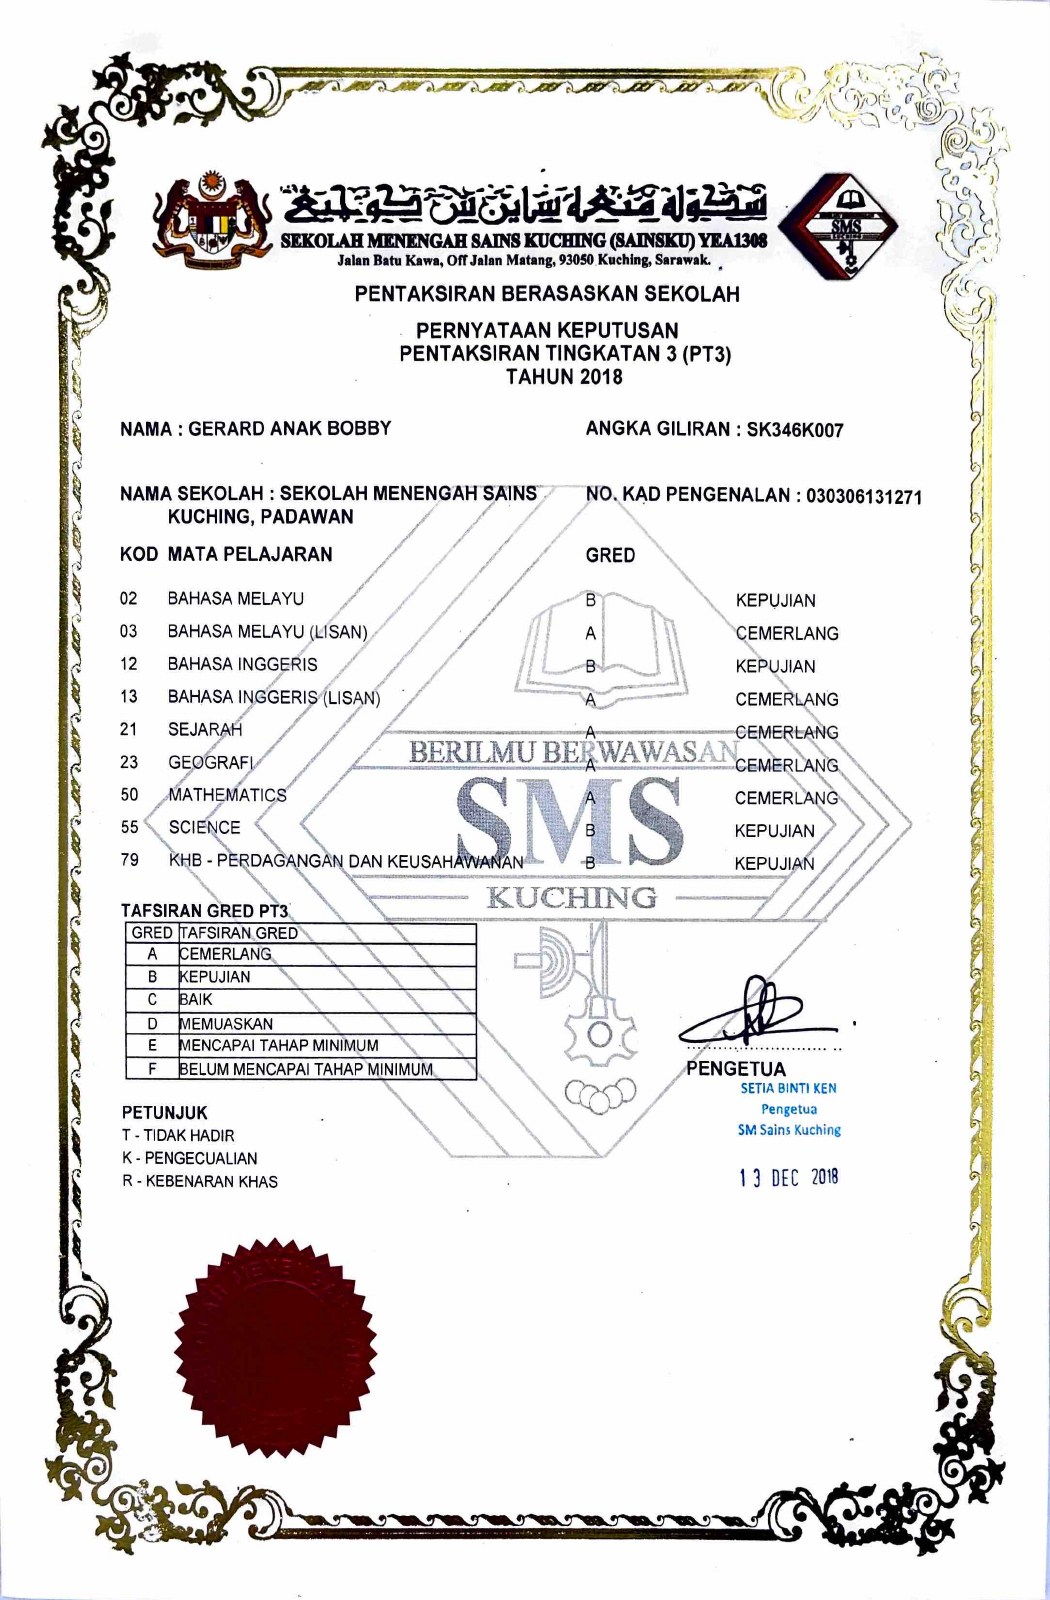 سكوله منعه ساين س كوچيڠ
SEKOLAH MENENGAH SAINS KUCHING (SAINSKU) YEA1308
Jalan Batu Kawa, Off Jalan Matang, 93050 Kuching, Sarawak.
SMS
KUCHING
PENTAKSIRAN BERASASKAN SEKOLAH
PERNYATAAN KEPUTUSAN
PENTAKSIRAN TINGKATAN 3 (PT3)
TAHUN 2018
NAMA : GERARD ANAK BOBBY ANGKA GILIRAN : SK346K007
NAMA SEKOLAH : SEKOLAH MENENGAH SAINS NO. KAD PENGENALAN : 030306131271
KUCHING, PADAWAN
KOD MATA PELAJARAN GRED
02 BAHASA MELAYU B KEPUJIAN
03 BAHASA MELAYU (LISAN) A CEMERLANG
12 BAHASA INGGERIS B KEPUJIAN
13 BAHASA INGGERIS (LISAN) A CEMERLANG
21 SEJARAH A CEMERLANG
23 GEOGRAFI A CEMERLANG
50 MATHEMATICS A CEMERLANG
55 SCIENCE B KEPUJIAN
79 KHB - PERDAGANGAN DAN KEUSAHAWANAN B KEPUJIAN
BERILMU BERWAWASAN
SMS
KUCHING
TAFSIRAN GRED PT3
GRED TAFSIRAN GRED
A CEMERLANG
B KEPUJIAN
C BAIK
D MEMUASKAN
E MENCAPAI TAHAP MINIMUM
F BELUM MENCAPAI TAHAP MINIMUM
PENGETUA
SETIA BINTI KEN
Pengetua
SM Sains Kuching
13 DEC 2018
PETUNJUK
T - TIDAK HADIR
K - PENGECUALIAN
R - KEBENARAN KHAS